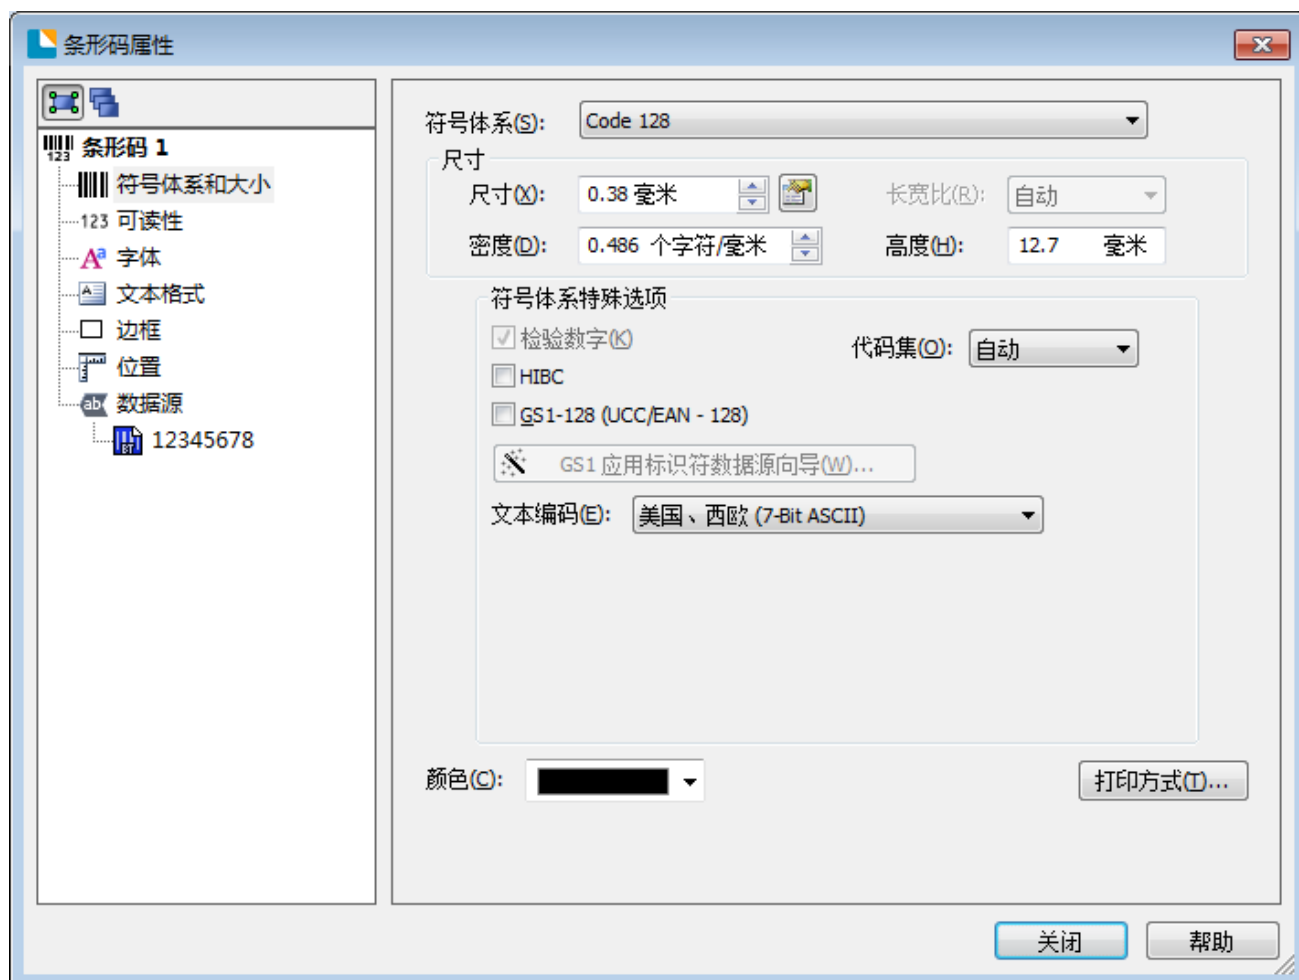 条形码属性
条形码 1
符号体系和大小
123 可读性
字体
文本格式
边框
位置
数据源
12345678
符号体系(S): Code 128
尺寸
尺寸(X): 0.38 毫米 长宽比(R): 自动
密度(D): 0.486 个字符/毫米 高度(H): 12.7 毫米
符号体系特殊选项
检验数字(K) 代码集(O): 自动
HIBC
GS1-128 (UCC/EAN - 128)
GS1 应用标识符数据源向导(W)...
文本编码(E): 美国、西欧 (7-Bit ASCII)
颜色(C): 打印方式(T)...
关闭 帮助